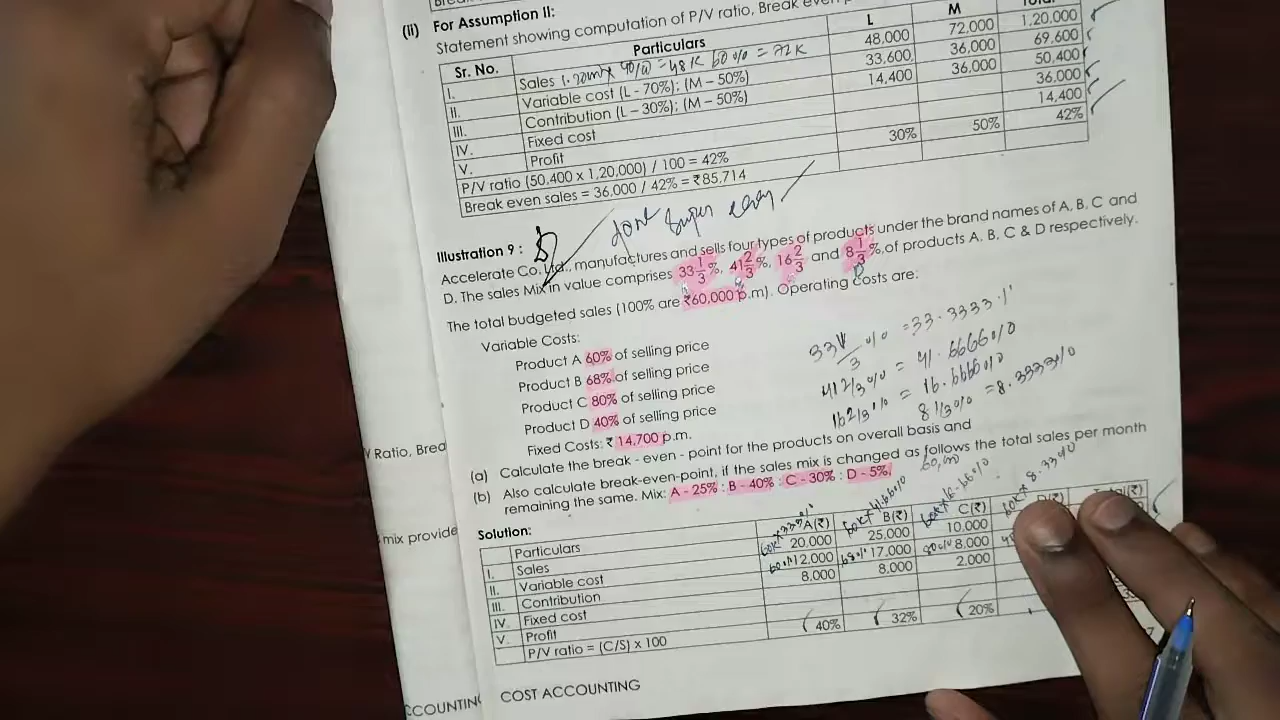 (ii) For Assumption II:
Statement showing computation of P/V ratio, Break even
Sr. No. Particulars L M
I. Sales 48,000 72,000 1,20,000
II. Variable cost (L - 70%); (M – 50%) 33,600 36,000 69,600
III. Contribution (L – 30%); (M – 50%) 14,400 36,000 50,400
IV. Fixed cost 36,000
V. Profit 14,400
P/V ratio (50,400 x 1,20,000) / 100 = 42% 30% 50% 42%
Break even sales = 36,000 / 42% = ₹85,714
done super easy
Illustration 9 :
Accelerate Co. Ltd., manufactures and sells four types of products under the brand names of A, B, C and
D. The sales Mix in value comprises 33 1/3%, 41 2/3%, 16 2/3 and 8 1/3 %, of products A, B, C & D respectively.
The total budgeted sales (100% are ₹60,000 p.m). Operating Costs are:
Variable Costs:
Product A 60% of selling price
Product B 68% of selling price
Product C 80% of selling price
Product D 40% of selling price
Fixed Costs: ₹ 14,700 p.m.
33 1/3 % = 33.3333%
41 2/3 % = 41.6666%
16 2/3 % = 16.6666%
8 1/3 % = 8.3333%
(a) Calculate the break - even - point for the products on overall basis and
(b) Also calculate break-even-point, if the sales mix is changed as follows the total sales per month
remaining the same. Mix: A - 25% : B - 40% : C - 30% : D - 5%.
V Ratio, Brea
mix provide
Solution:
Particulars A(₹) B(₹) C(₹)
I. Sales 20,000 25,000 10,000
II. Variable cost 60% 12,000 68% 17,000 80% 8,000
III. Contribution 8,000 8,000 2,000
IV. Fixed cost
V. Profit
P/V ratio = (C/S) x 100 40% 32% 20%
COST ACCOUNTING